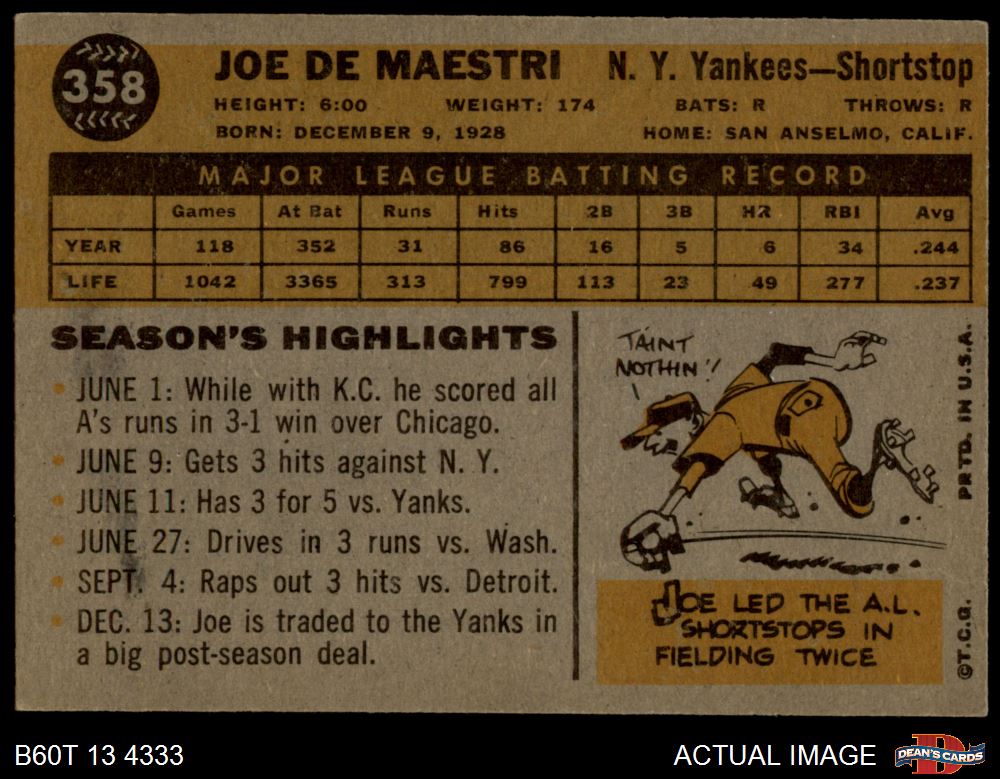 358
JOE DE MAESTRI N. Y. Yankees—Shortstop
HEIGHT: 6:00 WEIGHT: 174 BATS: R THROWS: R
BORN: DECEMBER 9, 1928 HOME: SAN ANSELMO, CALIF.
MAJOR LEAGUE BATTING RECORD
Games At Bat Runs Hits 2B 3B HR RBI Avg
YEAR 118 352 31 86 16 5 6 34 .244
LIFE 1042 3365 313 799 113 23 49 277 .237
SEASON'S HIGHLIGHTS
• JUNE 1: While with K.C. he scored all
A's runs in 3-1 win over Chicago.
• JUNE 9: Gets 3 hits against N. Y.
• JUNE 11: Has 3 for 5 vs. Yanks.
• JUNE 27: Drives in 3 runs vs. Wash.
• SEPT. 4: Raps out 3 hits vs. Detroit.
• DEC. 13: Joe is traded to the Yanks in
a big post-season deal.
TAINT
NOTHIN'!
JOE LED THE A.L.
SHORTSTOPS IN
FIELDING TWICE
©T.C.G. PRTD. IN U.S.A.
B60T 13 4333 ACTUAL IMAGE DEAN'S CARDS